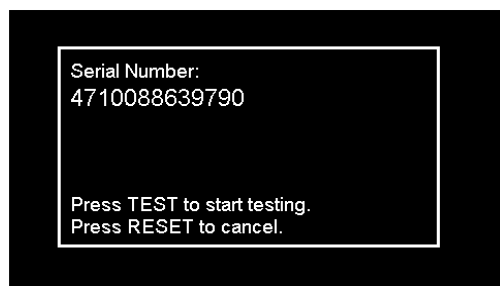 Serial Number:
4710088639790
Press TEST to start testing.
Press RESET to cancel.